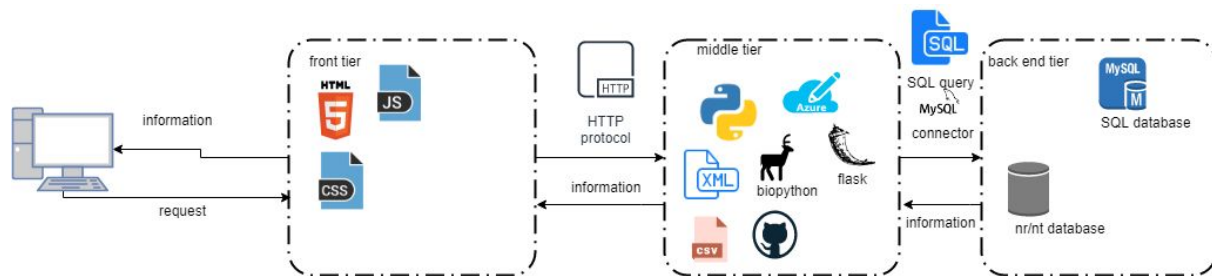 front tier
HTML
5
JS
CSS
information
request
HTTP
HTTP
protocol
information
middle tier
Azure
XML
biopython
flask
CSV
SQL
SQL query
MySQL
connector
information
back end tier
MySQL
M
SQL database
nr/nt database